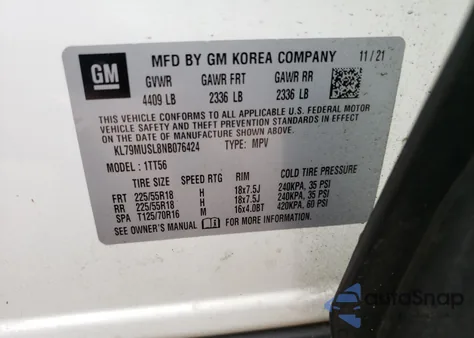 GM
MFD BY GM KOREA COMPANY 11/21
GVWR GAWR FRT GAWR RR
4409 LB 2336 LB 2336 LB
THIS VEHICLE CONFORMS TO ALL APPLICABLE U.S. FEDERAL MOTOR
VEHICLE SAFETY, BUMPER, AND THEFT PREVENTION STANDARDS
IN EFFECT ON THE DATE OF MANUFACTURE SHOWN ABOVE.
KL79MUSL8NB076424 TYPE: MPV
MODEL: 1TT56
TIRE SIZE SPEED RTG RIM COLD TIRE PRESSURE
FRT 225/55R18 H 18x7.5J 240KPA, 35 PSI
RR 225/55R18 H 18x7.5J 240KPA, 35 PSI
SPA T125/70R16 M 16x4.0BT 420KPA, 60 PSI
SEE OWNER'S MANUAL FOR ADDITIONAL INFORMATION
autoSnap